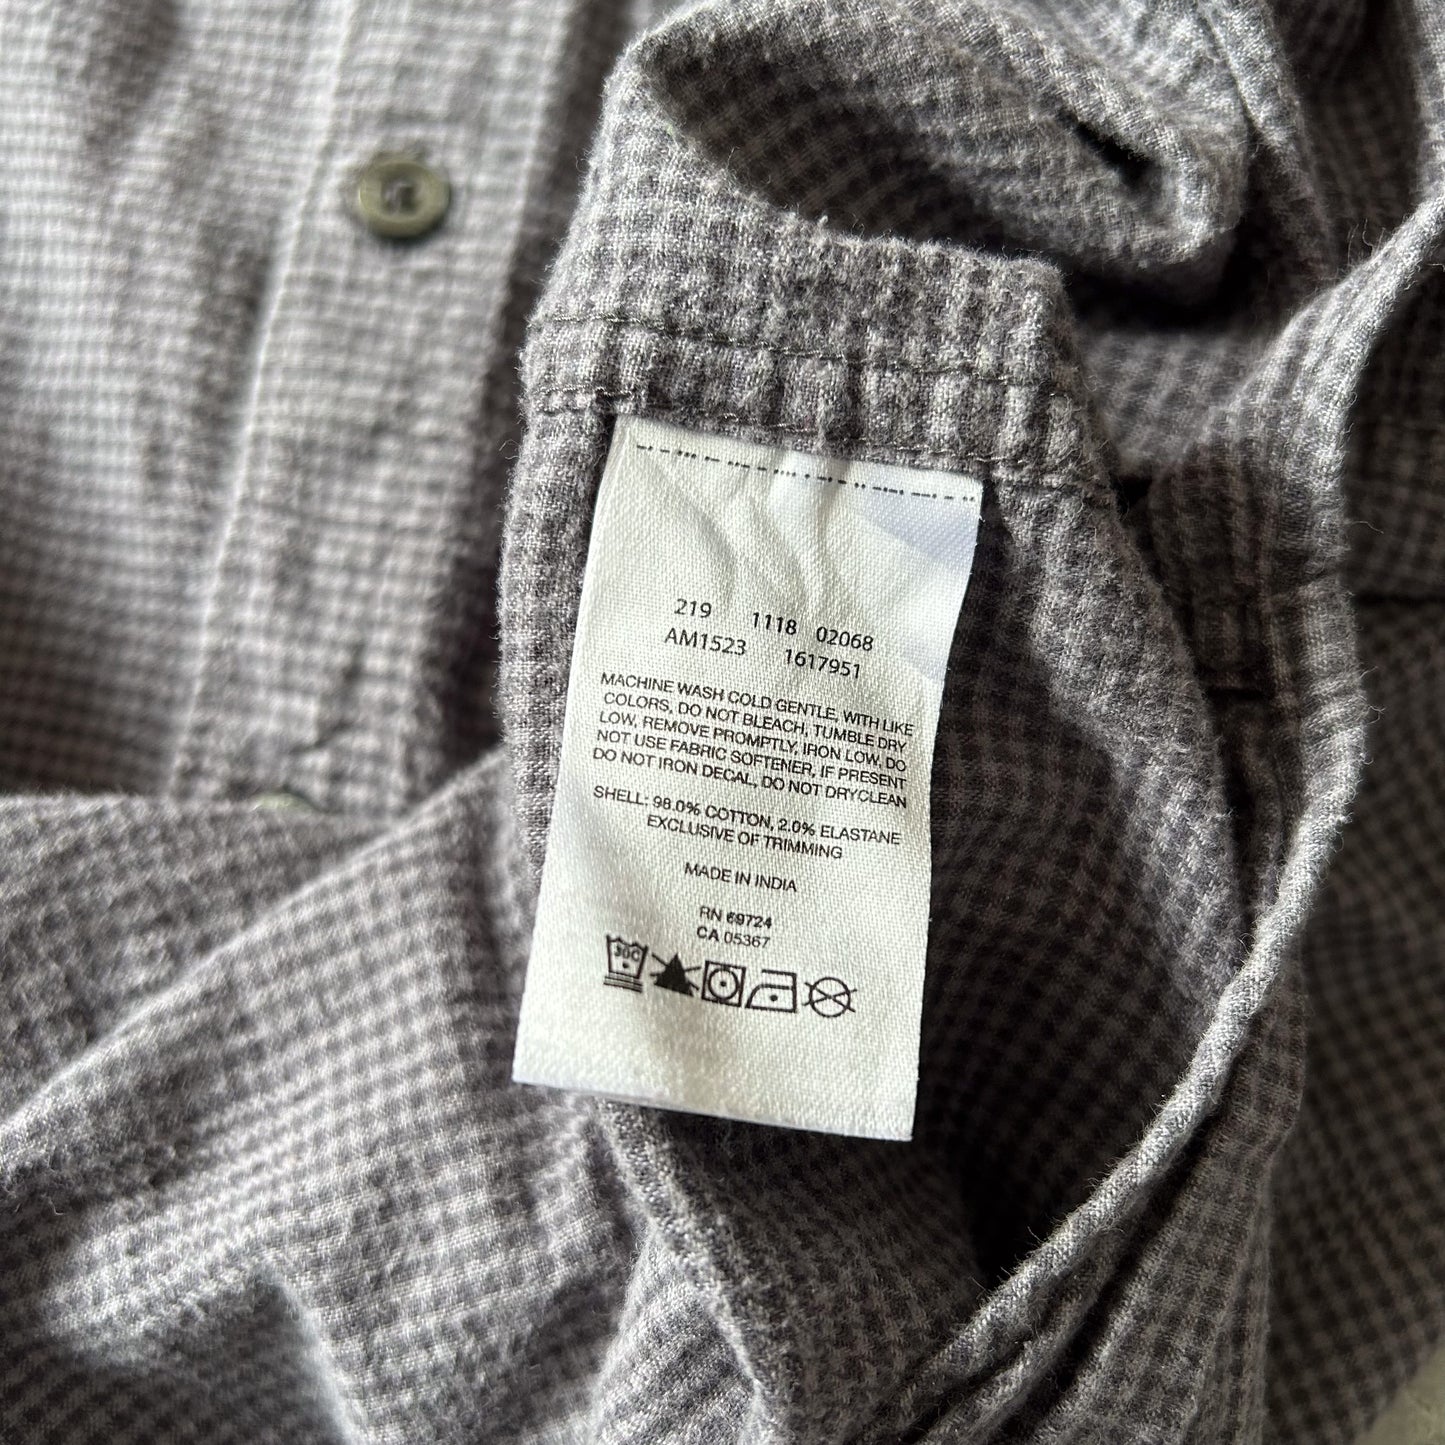 219 1118 02068
AM1523 1617951
MACHINE WASH COLD GENTLE, WITH LIKE
COLORS, DO NOT BLEACH, TUMBLE DRY
LOW, REMOVE PROMPTLY, IRON LOW, DO
NOT USE FABRIC SOFTENER, IF PRESENT
DO NOT IRON DECAL, DO NOT DRYCLEAN
SHELL: 98.0% COTTON, 2.0% ELASTANE
EXCLUSIVE OF TRIMMING
MADE IN INDIA
RN 69724
CA 05367
30C